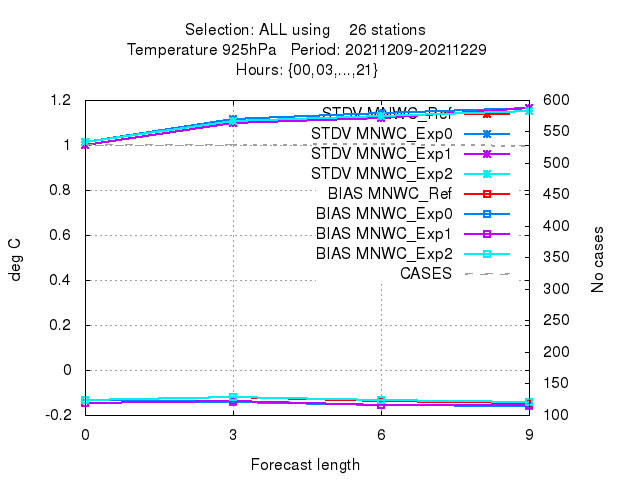 Selection: ALL using 26 stations
Temperature 925hPa Period: 20211209-20211229
Hours: {00,03,...,21}
1.2
1
0.8
0.6
0.4
0.2
0
-0.2
600
550
500
450
400
350
300
250
200
150
100
deg C
No cases
STDV MNWC_Ref
STDV MNWC_Exp0
STDV MNWC_Exp1
STDV MNWC_Exp2
BIAS MNWC_Ref
BIAS MNWC_Exp0
BIAS MNWC_Exp1
BIAS MNWC_Exp2
CASES
0 3 6 9
Forecast length